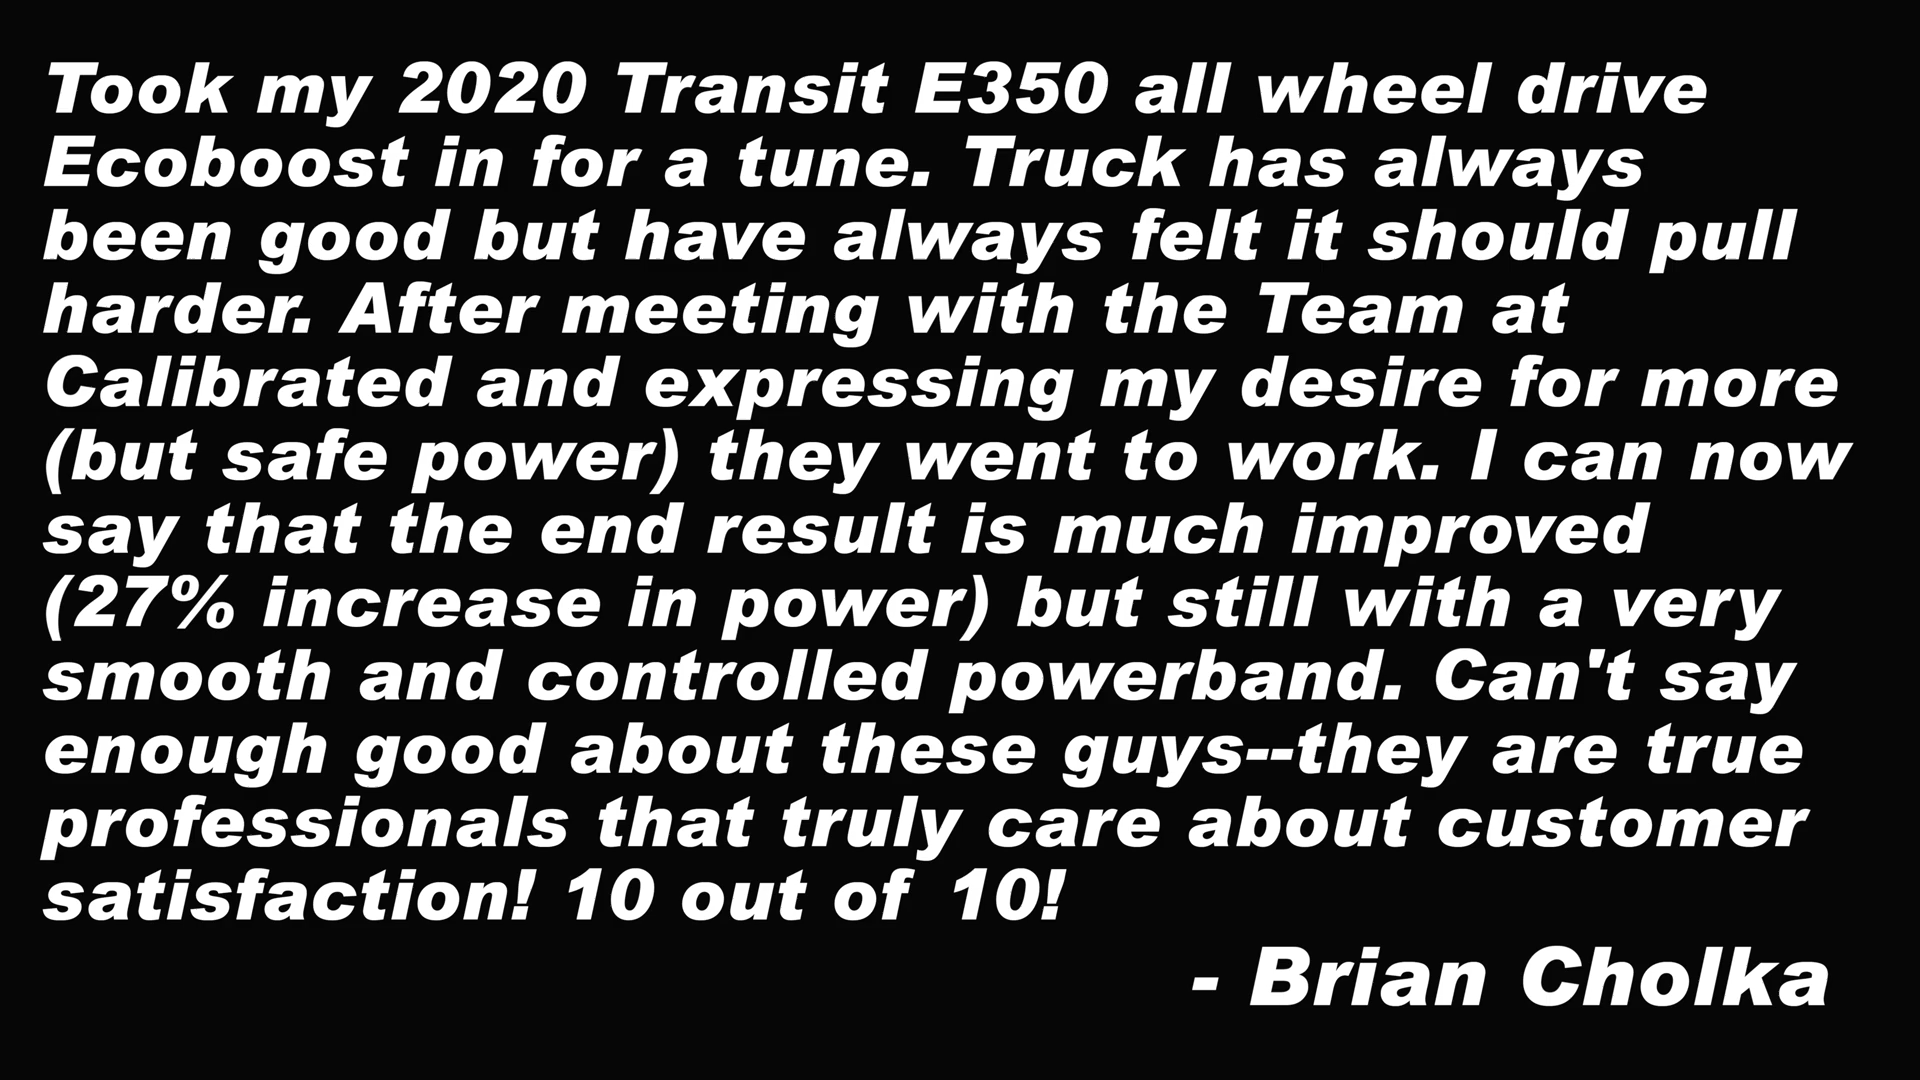 Took my 2020 Transit E350 all wheel drive
Ecoboost in for a tune. Truck has always
been good but have always felt it should pull
harder. After meeting with the Team at
Calibrated and expressing my desire for more
(but safe power) they went to work. I can now
say that the end result is much improved
(27% increase in power) but still with a very
smooth and controlled powerband. Can't say
enough good about these guys--they are true
professionals that truly care about customer
satisfaction! 10 out of 10!
- Brian Cholka